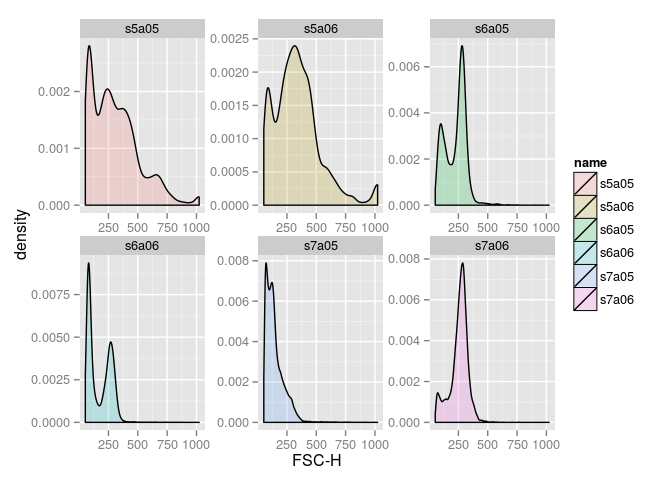 s5a05
s5a06
s6a05
0.002
0.001
0.000
0.0025
0.0020
0.0015
0.0010
0.0005
0.0000
0.006
0.004
0.002
0.000
250 500 750 1000
250 500 750 1000
250 500 750 1000
s6a06
s7a05
s7a06
0.0075
0.0050
0.0025
0.0000
0.008
0.006
0.004
0.002
0.000
0.008
0.006
0.004
0.002
0.000
250 500 750 1000
250 500 750 1000
250 500 750 1000
density
FSC-H
name
s5a05
s5a06
s6a05
s6a06
s7a05
s7a06